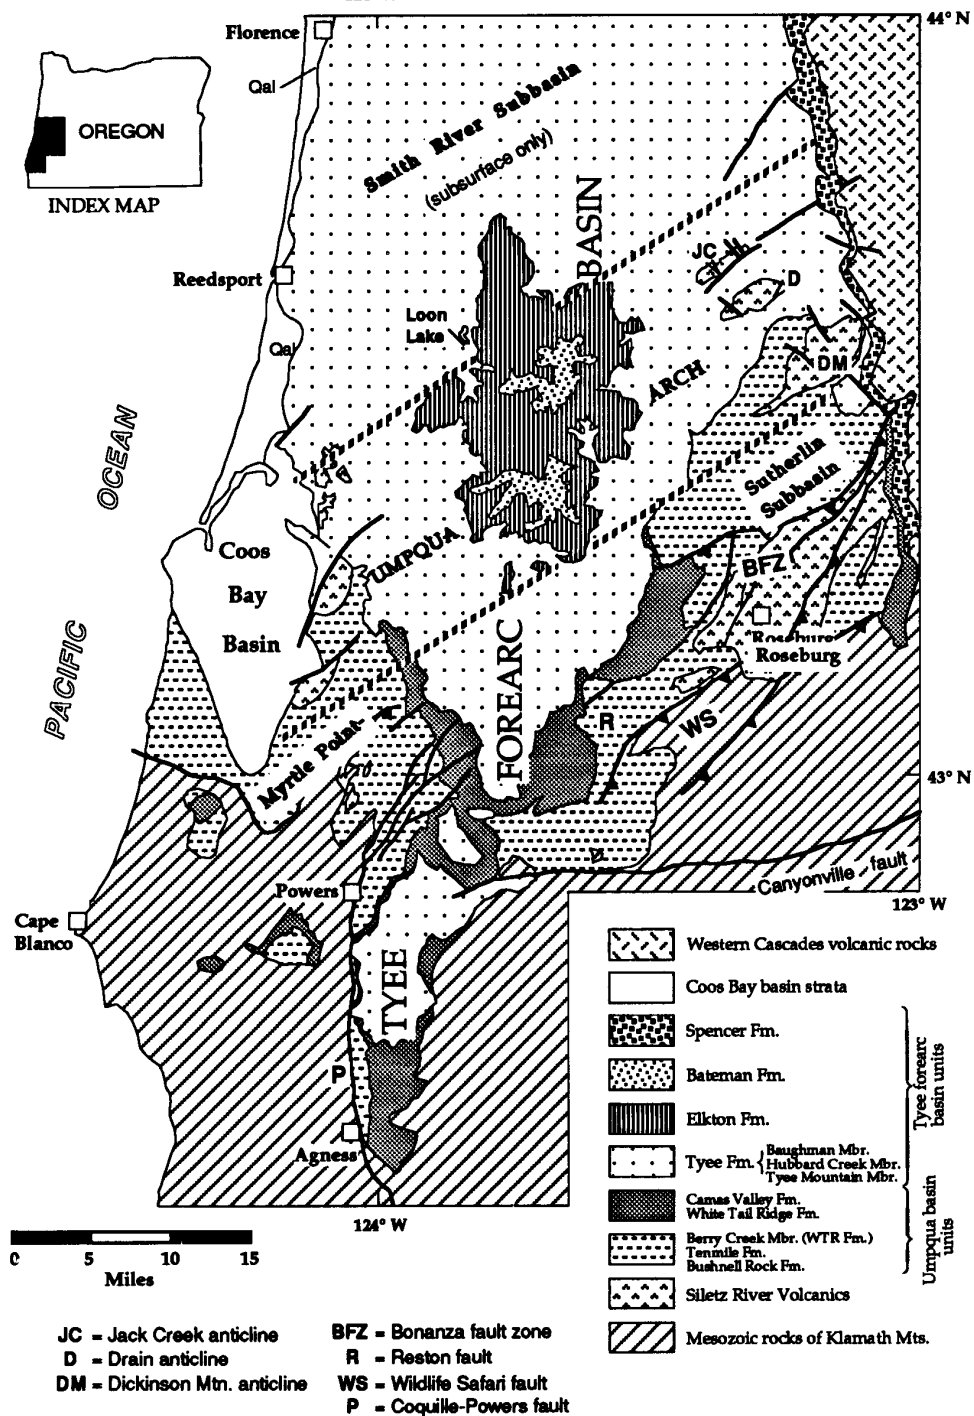 44° N
Florence
Qal
OREGON
INDEX MAP
Smith River Subbasin
(subsurface only)
BASIN
JC
D
Reedsport
Loon
Lake
Qal
DM
ARCH
OCEAN
Sutherlin
Subbasin
Coos
Bay
Basin
UMPQUA
BFZ
PACIFIC
Roseburg
Roseburg
FOREARC
R
WS
Myrtle Point
43° N
Powers
Canyonville fault
123° W
Cape
Blanco
TYEE
P
Agness
124° W
Western Cascades volcanic rocks
Coos Bay basin strata
Spencer Fm.
Bateman Fm.
Elkton Fm.
Tyee Fm. { Baughman Mbr.
Hubbard Creek Mbr.
Tyee Mountain Mbr.
Camas Valley Fm.
White Tail Ridge Fm.
Berry Creek Mbr. (WTR Fm.)
Tenmile Fm.
Bushnell Rock Fm.
Siletz River Volcanics
Mesozoic rocks of Klamath Mts.
Tyee forearc
basin units
Umpqua basin
units
0 5 10 15
Miles
JC = Jack Creek anticline
D = Drain anticline
DM = Dickinson Mtn. anticline
BFZ = Bonanza fault zone
R = Reston fault
WS = Wildlife Safari fault
P = Coquille-Powers fault